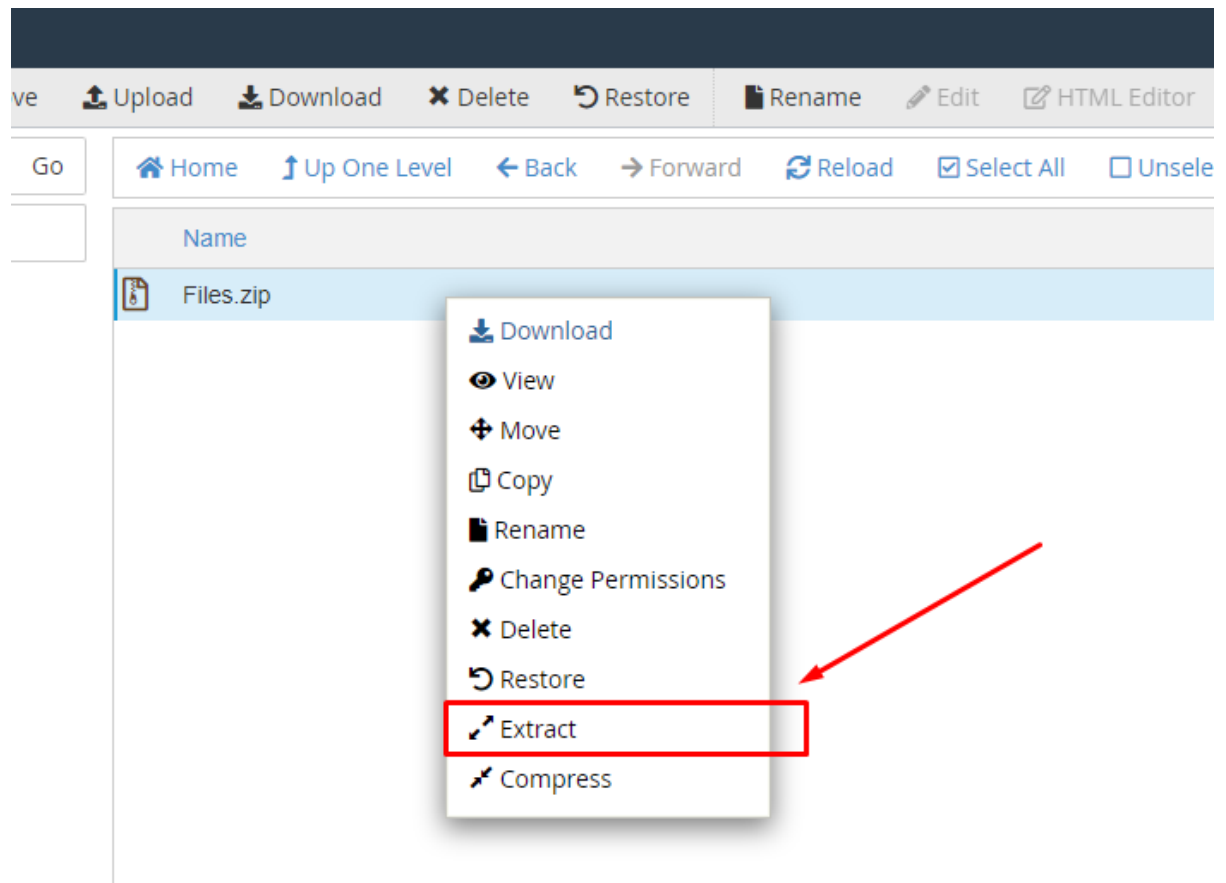 ve Upload Download Delete Restore Rename Edit HTML Editor
Go Home Up One Level Back Forward Reload Select All Unsele
Name
Files.zip
Download
View
Move
Copy
Rename
Change Permissions
Delete
Restore
Extract
Compress